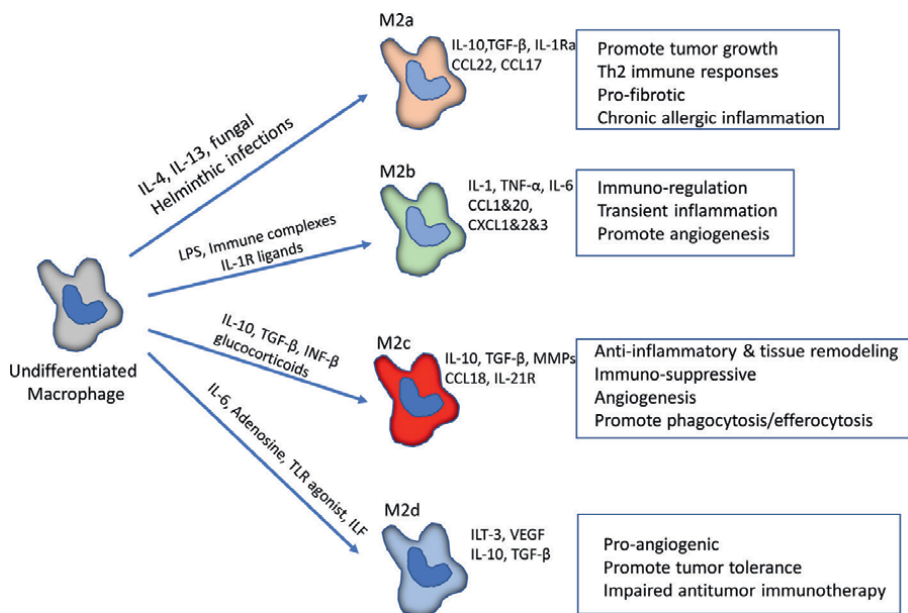 M2a
IL-10,TGF-β, IL-1Ra
CCL22, CCL17
Promote tumor growth
Th2 immune responses
Pro-fibrotic
Chronic allergic inflammation
IL-4, IL-13, fungal
Helminthic infections
M2b
IL-1, TNF-α, IL-6
CCL1&20,
CXCL1&2&3
Immuno-regulation
Transient inflammation
Promote angiogenesis
LPS, Immune complexes
IL-1R ligands
Undifferentiated
Macrophage
IL-10, TGF-β, INF-β
glucocorticoids
M2c
IL-10, TGF-β, MMPs
CCL18, IL-21R
Anti-inflammatory & tissue remodeling
Immuno-suppressive
Angiogenesis
Promote phagocytosis/efferocytosis
IL-6, Adenosine, TLR agonist, ILF
M2d
ILT-3, VEGF
IL-10, TGF-β
Pro-angiogenic
Promote tumor tolerance
Impaired antitumor immunotherapy